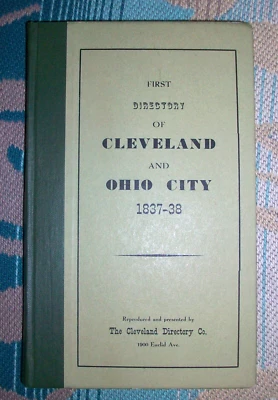 FIRST
DIRECTORY
OF
CLEVELAND
AND
OHIO CITY
1837-38
Reproduced and presented by
The Cleveland Directory Co.
1900 Euclid Ave.